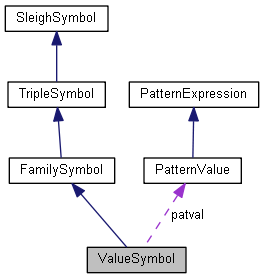 SleighSymbol
TripleSymbol
PatternExpression
FamilySymbol
PatternValue
patval
ValueSymbol